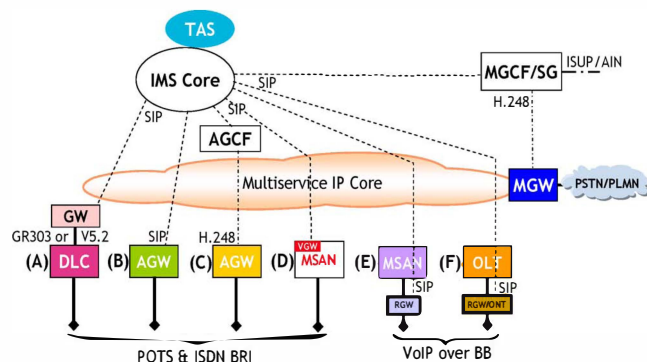 TAS
IMS Core
SIP
SIP
SIP
SIP
MGCF/SG
ISUP/AIN
H.248
AGCF
Multiservice IP Core
MGW
PSTN/PLMN
GW
GR303 or V5.2
SIP
H.248
(A) DLC
(B) AGW
(C) AGW
(D) VGW MSAN
(E) MSAN
(F) OLT
SIP
SIP
RGW
RGW/ONT
POTS & ISDN BRI
VoIP over BB